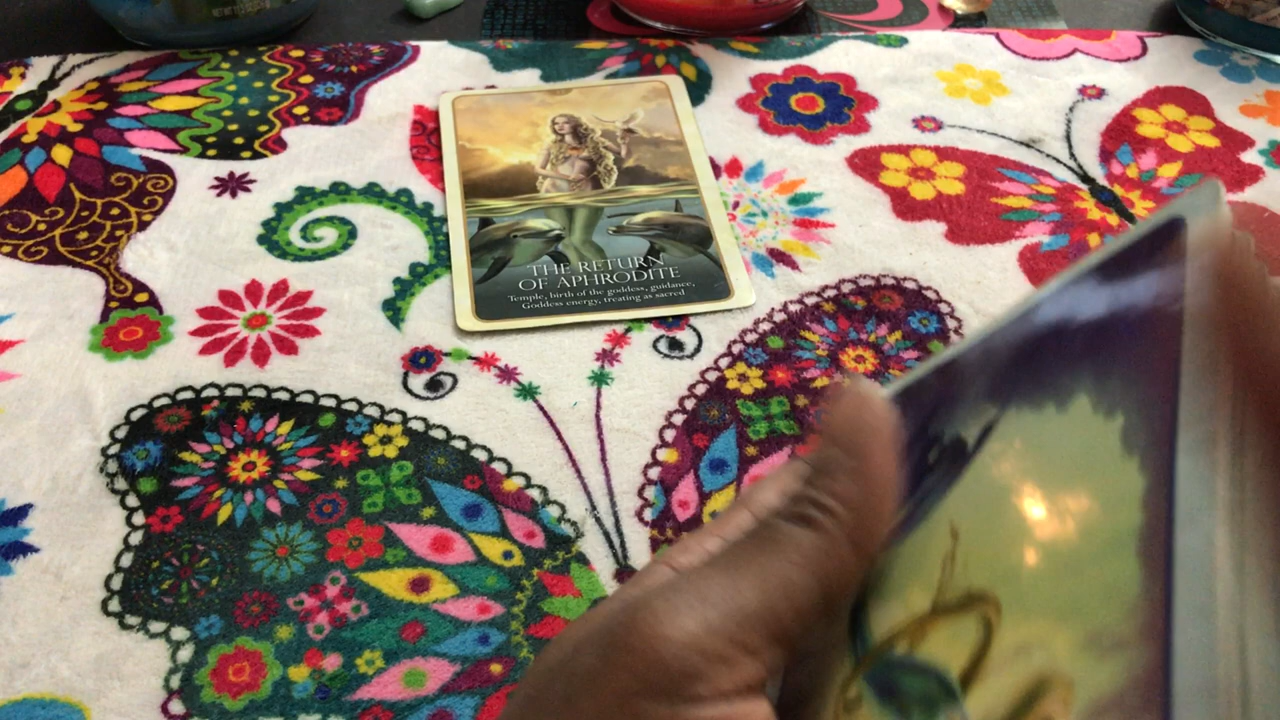 THE RETURN
OF APHRODITE
Temple, birth of the goddess, guidance,
Goddess energy, treating as sacred